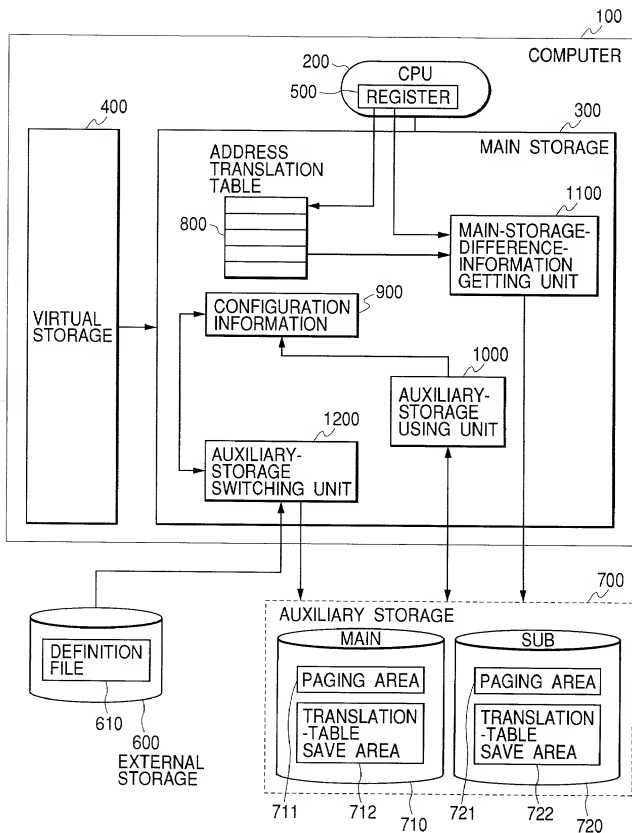 100
COMPUTER
200
CPU
500
REGISTER
400
300
MAIN STORAGE
ADDRESS
TRANSLATION
TABLE
800
1100
MAIN-STORAGE-
DIFFERENCE-
INFORMATION
GETTING UNIT
900
CONFIGURATION
INFORMATION
VIRTUAL
STORAGE
1000
AUXILIARY-
STORAGE
USING UNIT
1200
AUXILIARY-
STORAGE
SWITCHING UNIT
700
AUXILIARY STORAGE
MAIN
SUB
DEFINITION
FILE
610
600
EXTERNAL
STORAGE
PAGING AREA
TRANSLATION
-TABLE
SAVE AREA
711
712
710
PAGING AREA
TRANSLATION
-TABLE
SAVE AREA
721
722
720